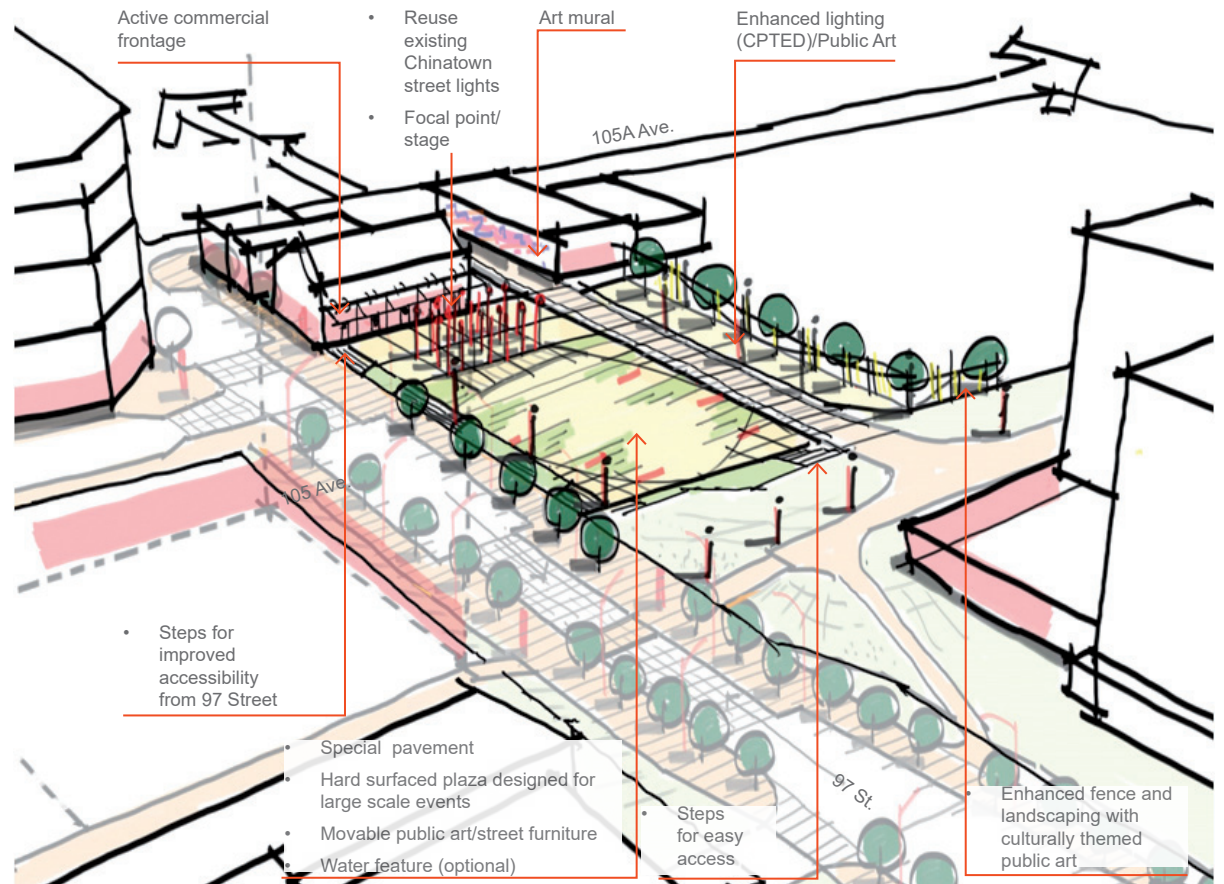 Active commercial
frontage
• Reuse
existing
Chinatown
street lights
• Focal point/
stage
Art mural
Enhanced lighting
(CPTED)/Public Art
105A Ave.
105 Ave.
• Steps for
improved
accessibility
from 97 Street
• Special pavement
• Hard surfaced plaza designed for
large scale events
• Movable public art/street furniture
• Water feature (optional)
• Steps
for easy
access
97 St.
• Enhanced fence and
landscaping with
culturally themed
public art